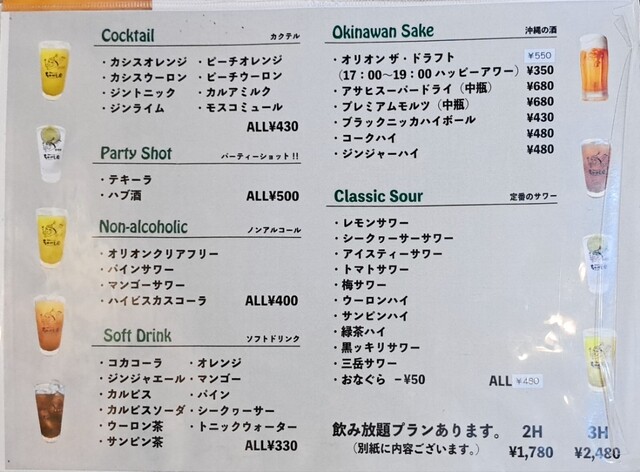 Cocktail カクテル
・カシスオレンジ ・ピーチオレンジ
・カシスウーロン ・ピーチウーロン
・ジントニック ・カルアミルク
・ジンライム ・モスコミュール
ALL¥430
Party Shot パーティーショット!!
・テキーラ
・ハブ酒 ALL¥500
Non-alcoholic ノンアルコール
・オリオンクリアフリー
・パインサワー
・マンゴーサワー
・ハイビスカスコーラ ALL¥400
Soft Drink ソフトドリンク
・コカコーラ ・オレンジ
・ジンジャエール ・マンゴー
・カルピス ・パイン
・カルピスソーダ ・シークヮーサー
・ウーロン茶 ・トニックウォーター
・サンピン茶 ALL¥330
Okinawan Sake 沖縄の酒
・オリオン ザ・ドラフト ¥550
(17:00〜19:00 ハッピーアワー) ¥350
・アサヒスーパードライ (中瓶) ¥680
・プレミアムモルツ (中瓶) ¥680
・ブラックニッカハイボール ¥430
・コークハイ ¥480
・ジンジャーハイ ¥480
Classic Sour 定番のサワー
・レモンサワー
・シークヮーサーサワー
・アイスティーサワー
・トマトサワー
・梅サワー
・ウーロンハイ
・サンピンハイ
・緑茶ハイ
・黒ッキリサワー
・三岳サワー
・おなぐら −¥50 ALL ¥480
飲み放題プランあります。 2H 3H
(別紙に内容ございます。) ¥1,780 ¥2,480